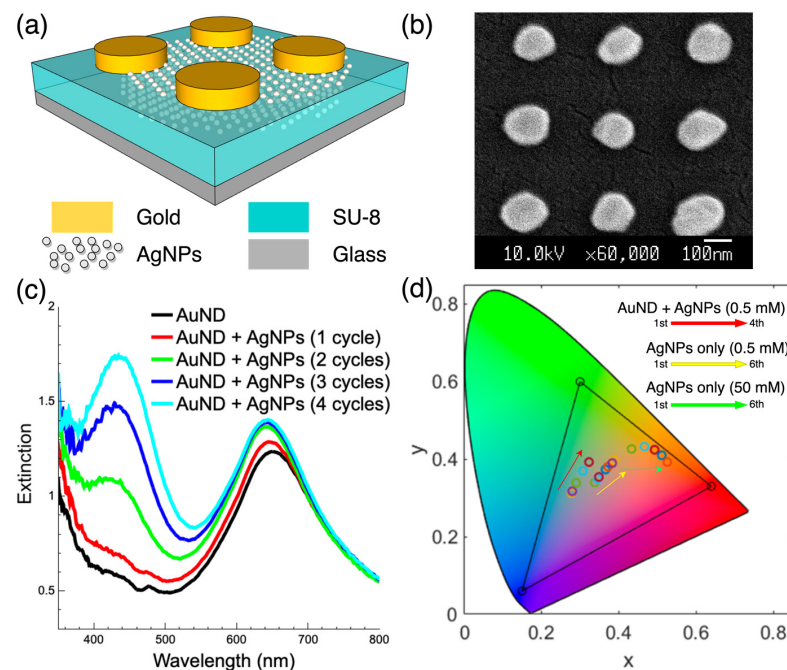 (a)
Gold
SU-8
AgNPs
Glass
(b)
10.0kV ×60,000 100nm
(c)
2
1.5
1
0.5
Extinction
AuND
AuND + AgNPs (1 cycle)
AuND + AgNPs (2 cycles)
AuND + AgNPs (3 cycles)
AuND + AgNPs (4 cycles)
400 500 600 700 800
Wavelength (nm)
(d)
0.8
0.6
0.4
0.2
0
y
AuND + AgNPs (0.5 mM)
1st 4th
AgNPs only (0.5 mM)
1st 6th
AgNPs only (50 mM)
1st 6th
0 0.2 0.4 0.6 0.8
x